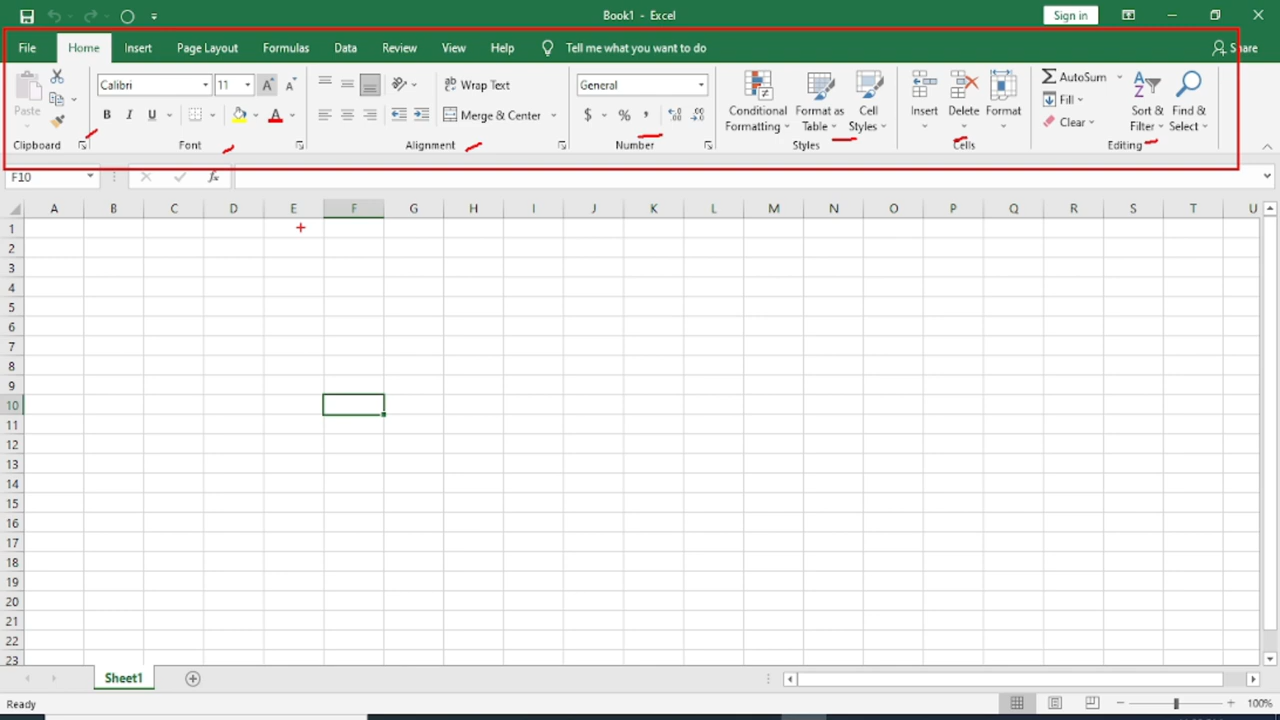 Book1 - Excel
Sign in
File Home Insert Page Layout Formulas Data Review View Help Tell me what you want to do Share
Paste
Calibri 11
B I U A
Wrap Text
Merge & Center
General
$ % ,
Conditional Formatting
Format as Table
Cell Styles
Insert
Delete
Format
AutoSum
Fill
Clear
Sort & Filter
Find & Select
Clipboard Font Alignment Number Styles Cells Editing
F10 fx
A B C D E F G H I J K L M N O P Q R S T U
1
2
3
4
5
6
7
8
9
10
11
12
13
14
15
16
17
18
19
20
21
22
23
Sheet1
Ready 100%